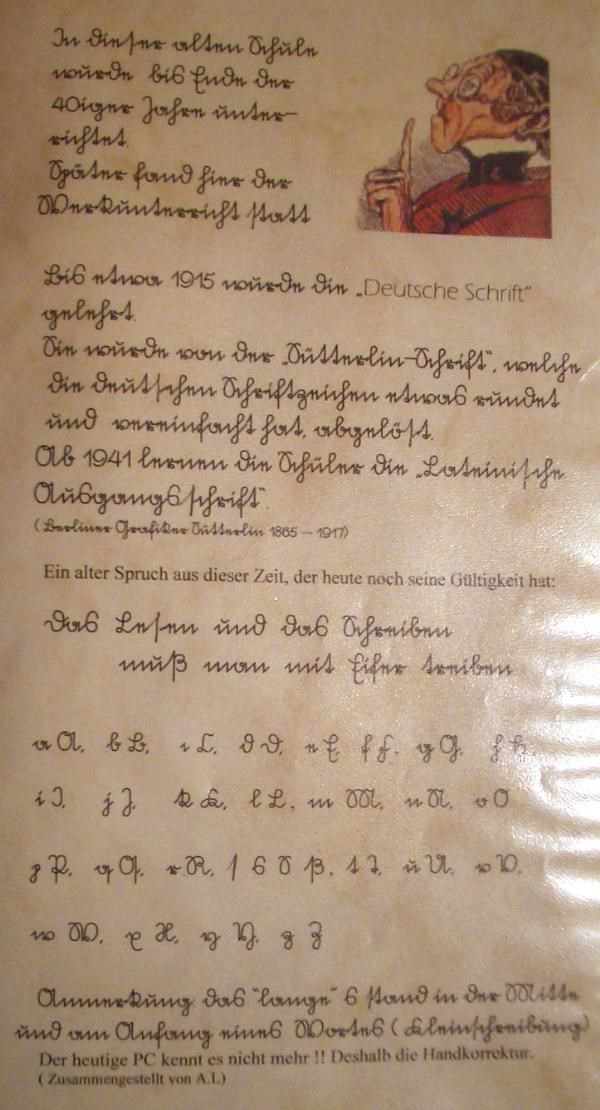 In dieser alten Schule
wurde bis Ende der
40iger Jahre unter-
richtet.
Später fand hier der
Werkunterricht statt
Bis etwa 1915 wurde die „Deutsche Schrift“
gelehrt.
Sie wurde von der „Sütterlin-Schrift“, welche
die deutschen Schriftzeichen etwas rundet
und vereinfacht hat, abgelöst.
Ab 1941 lernen die Schüler die „Lateinische
Ausgangsschrift“.
( Berliner Grafiker Sütterlin 1865 – 1917)
Ein alter Spruch aus dieser Zeit, der heute noch seine Gültigkeit hat:
Das Lesen und das Schreiben
muß man mit Eifer treiben
a A, b B, c C, d D, e E, f F, g G, h H,
i I, j J, k K, l L, m M, n N, o O
p P, q Q, r R, ſ s S ß, t T, u U, v V,
w W, x X, y Y, z Z
Anmerkung: das "lange" s stand in der Mitte
und am Anfang eines Wortes ( Kleinschreibung)
Der heutige PC kennt es nicht mehr !! Deshalb die Handkorrektur.
( Zusammengestellt von A.L)